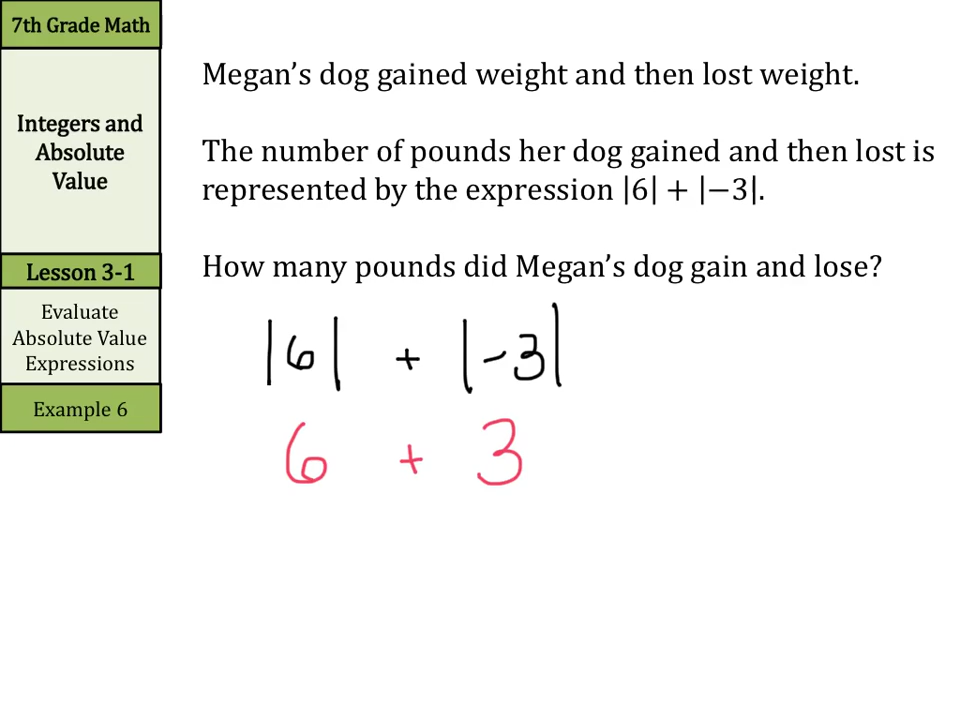 7th Grade Math
Integers and
Absolute
Value
Lesson 3-1
Evaluate
Absolute Value
Expressions
Example 6
Megan’s dog gained weight and then lost weight.
The number of pounds her dog gained and then lost is
represented by the expression |6| + |−3|.
How many pounds did Megan’s dog gain and lose?
|6| + |-3|
6 + 3